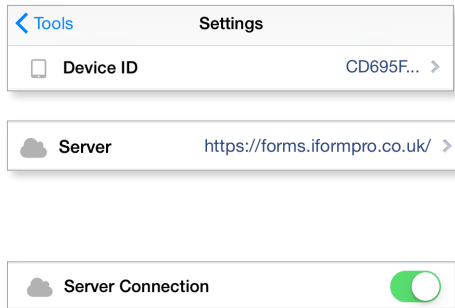 Tools Settings
Device ID CD695F...
Server https://forms.iformpro.co.uk/
Server Connection